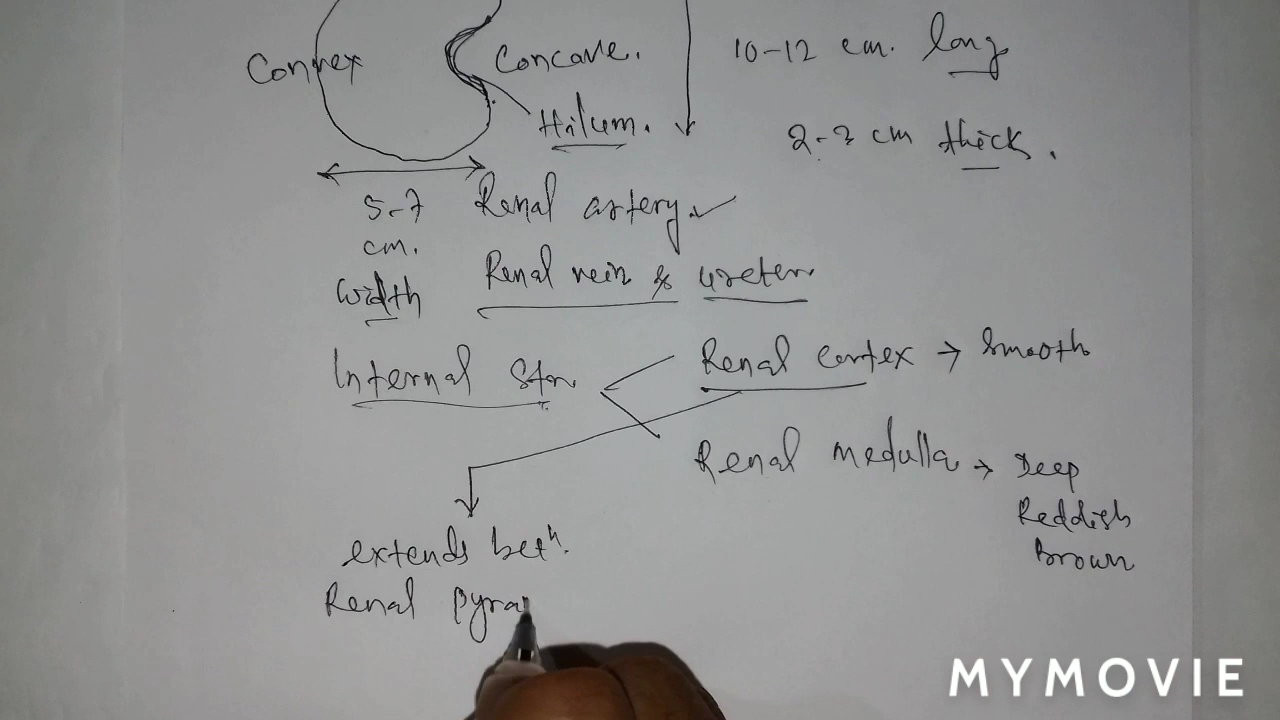 Convex Concave. 10-12 cm. long
Hilum. 2-3 cm thick.
5-7 Renal artery ✓
cm.
width Renal vein & ureter.
Internal Str. Renal cortex → Smooth
Renal medulla → Deep
Reddish
Brown
extends betn.
Renal pyra
MYMOVIE